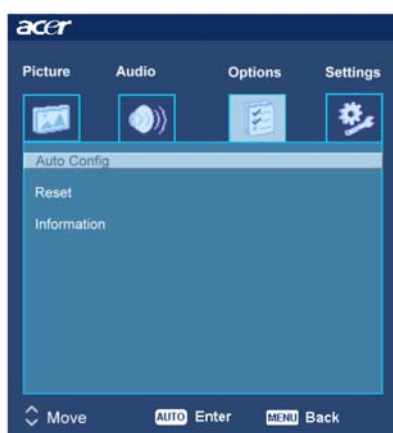 acer
Picture Audio Options Settings
Auto Config
Reset
Information
Move AUTO Enter MENU Back